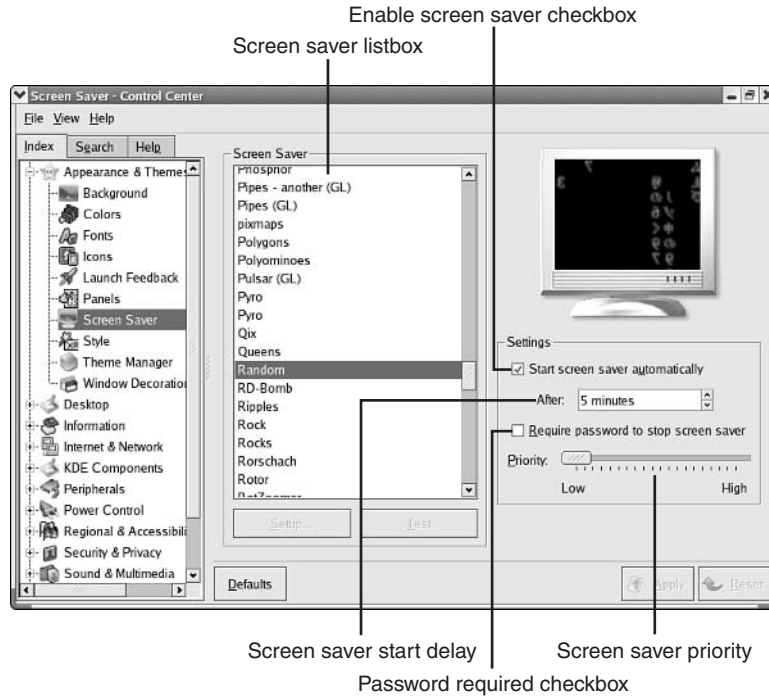 Enable screen saver checkbox
Screen saver listbox
Screen Saver - Control Center
File View Help
Index Search Help
Appearance & Themes
Background
Colors
Fonts
Icons
Launch Feedback
Panels
Screen Saver
Style
Theme Manager
Window Decoratio
Desktop
Information
Internet & Network
KDE Components
Peripherals
Power Control
Regional & Accessibili
Security & Privacy
Sound & Multimedia
Screen Saver
Phosphor
Pipes - another (GL)
Pipes (GL)
pixmaps
Polygons
Polyominoes
Pulsar (GL)
Pyro
Pyro
Qix
Queens
Random
RD-Bomb
Ripples
Rock
Rocks
Rorschach
Rotor
RotZoomer
Setup... Test
Settings
Start screen saver automatically
After: 5 minutes
Require password to stop screen saver
Priority:
Low High
Defaults
Apply Reset
Screen saver start delay
Screen saver priority
Password required checkbox